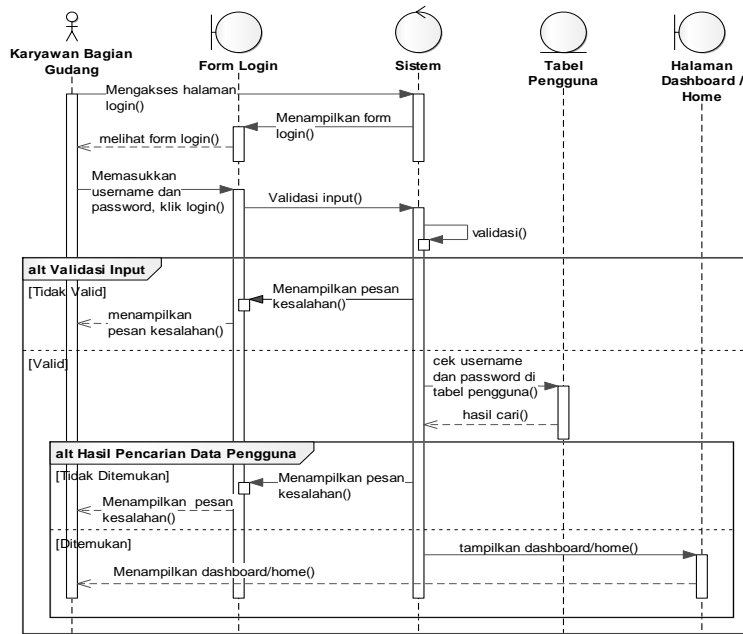 Karyawan Bagian
Gudang
Form Login
Sistem
Tabel
Pengguna
Halaman
Dashboard /
Home
Mengakses halaman
login()
Menampilkan form
login()
melihat form login()
Memasukkan
username dan
password, klik login()
Validasi input()
validasi()
alt Validasi Input
[Tidak Valid]
Menampilkan pesan
kesalahan()
menampilkan
pesan kesalahan()
[Valid]
cek username
dan password di
tabel pengguna()
hasil cari()
alt Hasil Pencarian Data Pengguna
[Tidak Ditemukan]
Menampilkan pesan
kesalahan()
Menampilkan pesan
kesalahan()
[Ditemukan]
tampilkan dashboard/home()
Menampilkan dashboard/home()